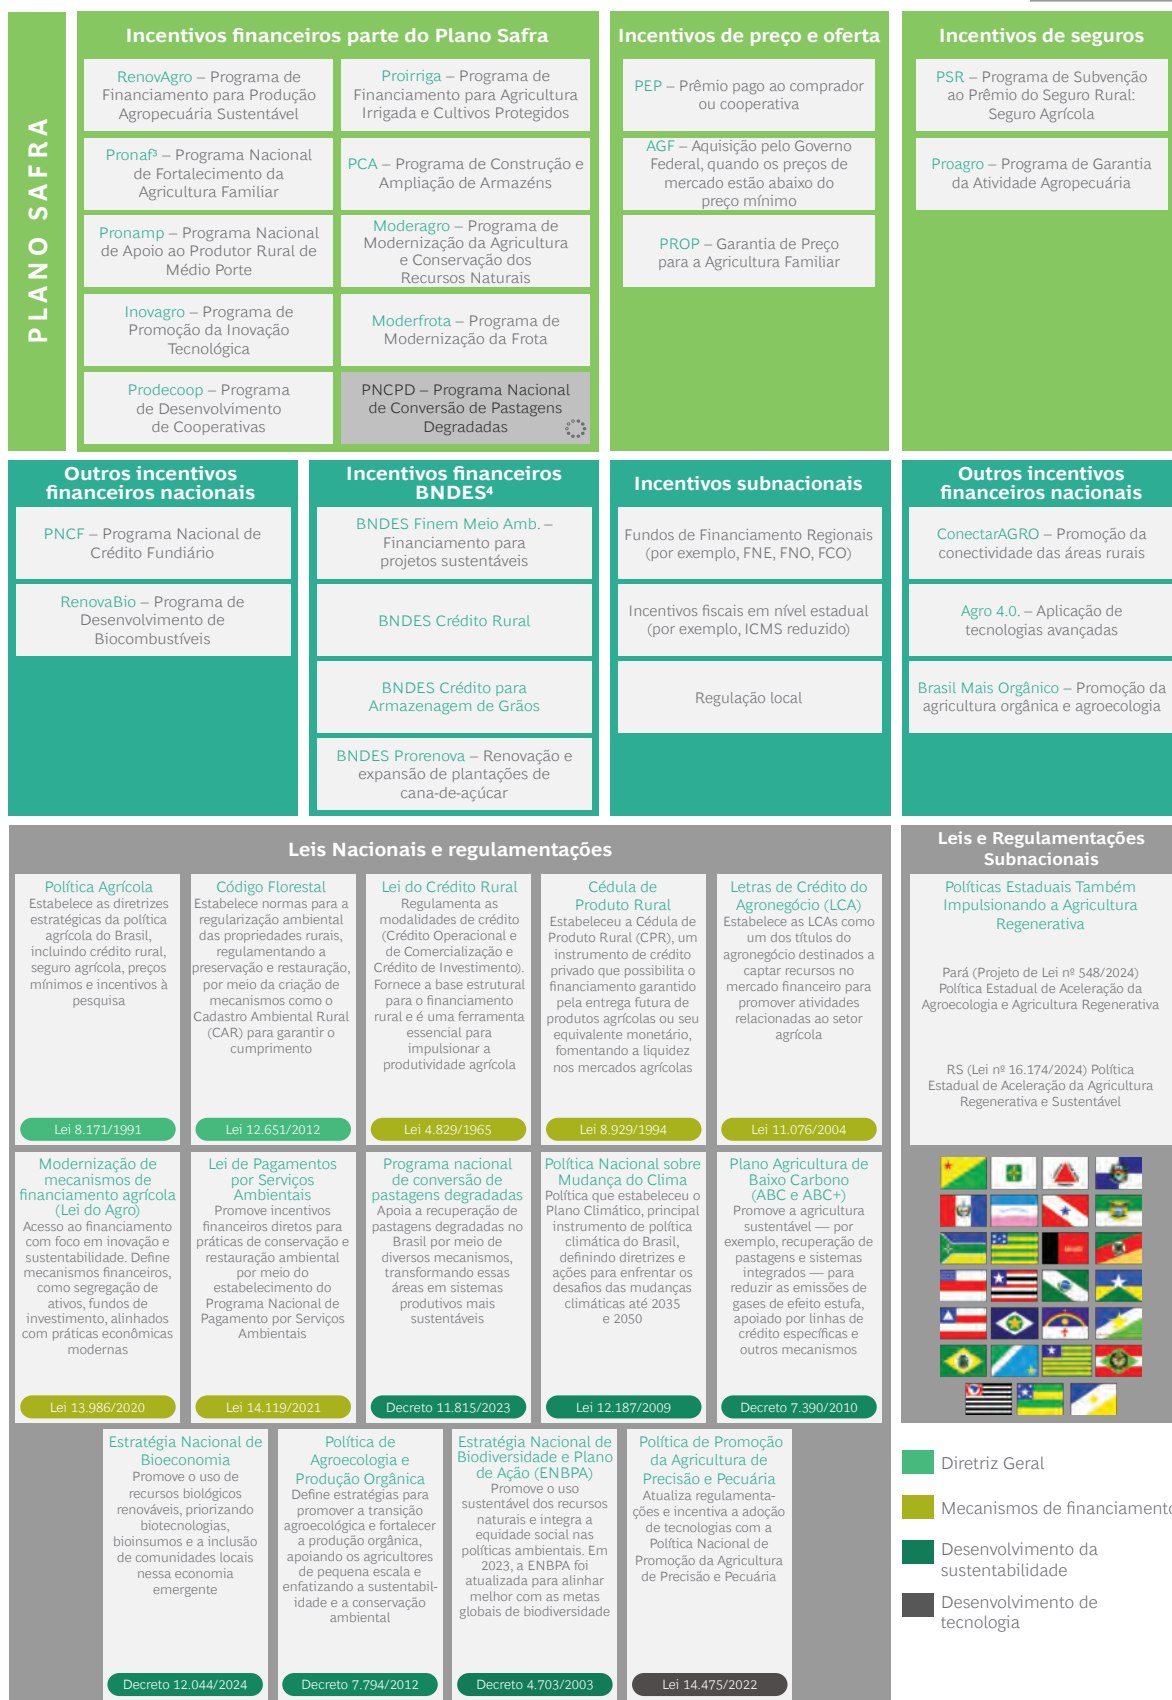 PLANO SAFRA
Incentivos financeiros parte do Plano Safra
RenovAgro – Programa de
Financiamento para Produção
Agropecuária Sustentável
Proirriga – Programa de
Financiamento para Agricultura
Irrigada e Cultivos Protegidos
Pronaf³ – Programa Nacional
de Fortalecimento da
Agricultura Familiar
PCA – Programa de Construção e
Ampliação de Armazéns
Pronamp – Programa Nacional
de Apoio ao Produtor Rural de
Médio Porte
Moderagro – Programa de
Modernização da Agricultura
e Conservação dos
Recursos Naturais
Inovagro – Programa de
Promoção da Inovação
Tecnológica
Moderfrota – Programa de
Modernização da Frota
Prodecoop – Programa
de Desenvolvimento
de Cooperativas
PNCPD – Programa Nacional
de Conversão de Pastagens
Degradadas
Incentivos de preço e oferta
PEP – Prêmio pago ao comprador
ou cooperativa
AGF – Aquisição pelo Governo
Federal, quando os preços de
mercado estão abaixo do
preço mínimo
PROP – Garantia de Preço
para a Agricultura Familiar
Incentivos de seguros
PSR – Programa de Subvenção
ao Prêmio do Seguro Rural:
Seguro Agrícola
Proagro – Programa de Garantia
da Atividade Agropecuária
Outros incentivos
financeiros nacionais
PNCF – Programa Nacional de
Crédito Fundiário
RenovaBio – Programa de
Desenvolvimento de
Biocombustíveis
Incentivos financeiros
BNDES⁴
BNDES Finem Meio Amb. –
Financiamento para
projetos sustentáveis
BNDES Crédito Rural
BNDES Crédito para
Armazenagem de Grãos
BNDES Prorenova – Renovação e
expansão de plantações de
cana-de-açúcar
Incentivos subnacionais
Fundos de Financiamento Regionais
(por exemplo, FNE, FNO, FCO)
Incentivos fiscais em nível estadual
(por exemplo, ICMS reduzido)
Regulação local
Outros incentivos
financeiros nacionais
ConectarAGRO – Promoção da
conectividade das áreas rurais
Agro 4.0. – Aplicação de
tecnologias avançadas
Brasil Mais Orgânico – Promoção da
agricultura orgânica e agroecologia
Leis Nacionais e regulamentações
Política Agrícola
Estabelece as diretrizes
estratégicas da política
agrícola do Brasil,
incluindo crédito rural,
seguro agrícola, preços
mínimos e incentivos à
pesquisa
Lei 8.171/1991
Código Florestal
Estabelece normas para a
regularização ambiental
das propriedades rurais,
regulamentando a
preservação e restauração,
por meio da criação de
mecanismos como o
Cadastro Ambiental Rural
(CAR) para garantir o
cumprimento
Lei 12.651/2012
Lei do Crédito Rural
Regulamenta as
modalidades de crédito
(Crédito Operacional e
de Comercialização e
Crédito de Investimento).
Fornece a base estrutural
para o financiamento
rural e é uma ferramenta
essencial para
impulsionar a
produtividade agrícola
Lei 4.829/1965
Cédula de
Produto Rural
Estabeleceu a Cédula de
Produto Rural (CPR), um
instrumento de crédito
privado que possibilita o
financiamento garantido
pela entrega futura de
produtos agrícolas ou seu
equivalente monetário,
fomentando a liquidez
nos mercados agrícolas
Lei 8.929/1994
Letras de Crédito do
Agronegócio (LCA)
Estabelece as LCAs como
um dos títulos do
agronegócio destinados a
captar recursos no
mercado financeiro para
promover atividades
relacionadas ao setor
agrícola
Lei 11.076/2004
Modernização de
mecanismos de
financiamento agrícola
(Lei do Agro)
Acesso ao financiamento
com foco em inovação e
sustentabilidade. Define
mecanismos financeiros,
como segregação de
ativos, fundos de
investimento, alinhados
com práticas econômicas
modernas
Lei 13.986/2020
Lei de Pagamentos
por Serviços
Ambientais
Promove incentivos
financeiros diretos para
práticas de conservação e
restauração ambiental
por meio do
estabelecimento do
Programa Nacional de
Pagamento por Serviços
Ambientais
Lei 14.119/2021
Programa nacional
de conversão de
pastagens degradadas
Apoia a recuperação de
pastagens degradadas no
Brasil por meio de
diversos mecanismos,
transformando essas
áreas em sistemas
produtivos mais
sustentáveis
Decreto 11.815/2023
Política Nacional sobre
Mudança do Clima
Política que estabeleceu o
Plano Climático, principal
instrumento de política
climática do Brasil,
definindo diretrizes e
ações para enfrentar os
desafios das mudanças
climáticas até 2035
e 2050
Lei 12.187/2009
Plano Agricultura de
Baixo Carbono
(ABC e ABC+)
Promove a agricultura
sustentável — por
exemplo, recuperação de
pastagens e sistemas
integrados — para
reduzir as emissões de
gases de efeito estufa,
apoiado por linhas de
crédito específicas e
outros mecanismos
Decreto 7.390/2010
Estratégia Nacional de
Bioeconomia
Promove o uso de
recursos biológicos
renováveis, priorizando
biotecnologias,
bioinsumos e a inclusão
de comunidades locais
nessa economia
emergente
Decreto 12.044/2024
Política de
Agroecologia e
Produção Orgânica
Define estratégias para
promover a transição
agroecológica e fortalecer
a produção orgânica,
apoiando os agricultores
de pequena escala e
enfatizando a sustentabil-
idade e a conservação
ambiental
Decreto 7.794/2012
Estratégia Nacional de
Biodiversidade e Plano
de Ação (ENBPA)
Promove o uso
sustentável dos recursos
naturais e integra a
equidade social nas
políticas ambientais. Em
2023, a ENBPA foi
atualizada para alinhar
melhor com as metas
globais de biodiversidade
Decreto 4.703/2003
Política de Promoção
da Agricultura de
Precisão e Pecuária
Atualiza regulamenta-
ções e incentiva a adoção
de tecnologias com a
Política Nacional de
Promoção da Agricultura
de Precisão e Pecuária
Lei 14.475/2022
Leis e Regulamentações
Subnacionais
Políticas Estaduais Também
Impulsionando a Agricultura
Regenerativa
Pará (Projeto de Lei nº 548/2024)
Política Estadual de Aceleração da
Agroecologia e Agricultura Regenerativa
RS (Lei nº 16.174/2024) Política
Estadual de Aceleração da Agricultura
Regenerativa e Sustentável
Diretriz Geral
Mecanismos de financiamento
Desenvolvimento da
sustentabilidade
Desenvolvimento de
tecnologia